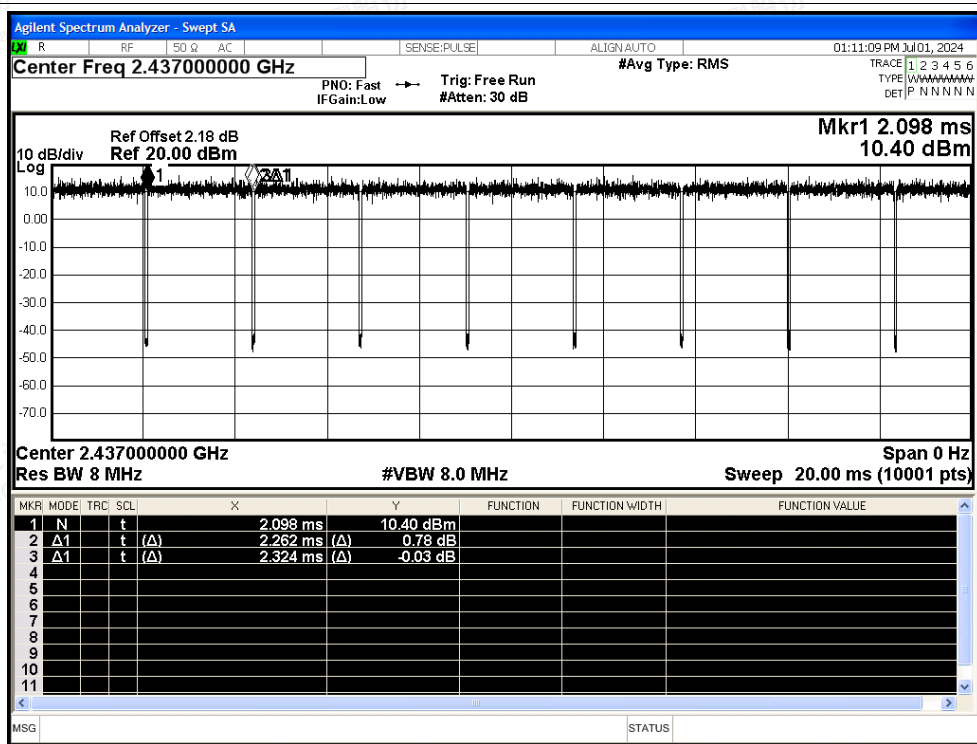 Agilent Spectrum Analyzer - Swept SA
LXI R RF 50 Ω AC SENSE:PULSE ALIGN AUTO 01:11:09 PM Jul 01, 2024
Center Freq 2.437000000 GHz #Avg Type: RMS TRACE 1 2 3 4 5 6
PNO: Fast Trig: Free Run TYPE WWWWWW
IFGain:Low #Atten: 30 dB DET P N N N N N
Mkr1 2.098 ms
Ref Offset 2.18 dB
10 dB/div Ref 20.00 dBm 10.40 dBm
Log
1 3Δ1
10.0
0.00
-10.0
-20.0
-30.0
-40.0
-50.0
-60.0
-70.0
Center 2.437000000 GHz Span 0 Hz
Res BW 8 MHz #VBW 8.0 MHz Sweep 20.00 ms (10001 pts)
MKR MODE TRC SCL X Y FUNCTION FUNCTION WIDTH FUNCTION VALUE
1 N t 2.098 ms 10.40 dBm
2 Δ1 t (Δ) 2.262 ms (Δ) 0.78 dB
3 Δ1 t (Δ) 2.324 ms (Δ) -0.03 dB
4
5
6
7
8
9
10
11
MSG STATUS